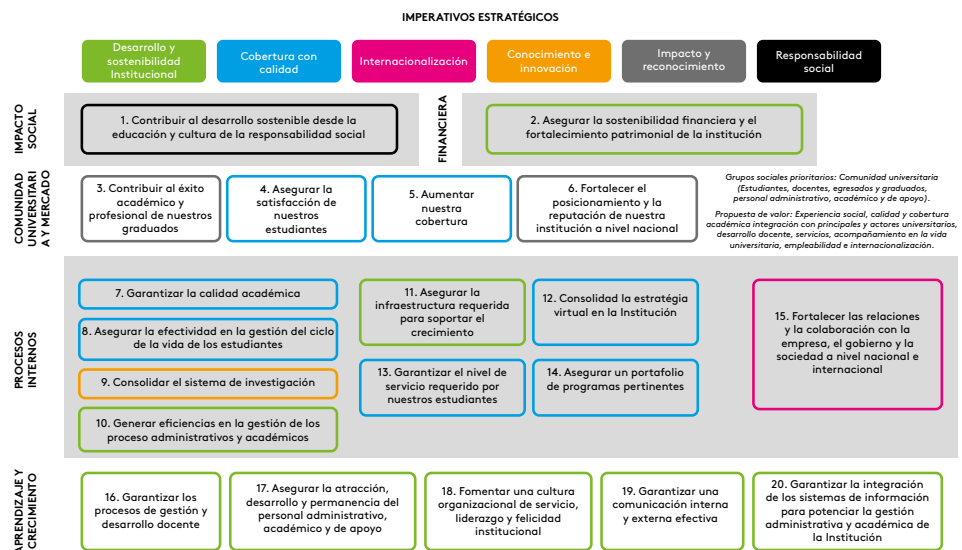 IMPERATIVOS ESTRATÉGICOS
Desarrollo y
sostenibilidad
Institucional
Cobertura con
calidad
Internacionalización
Conocimiento e
innovación
Impacto y
reconocimiento
Responsabilidad
social
IMPACTO
SOCIAL
1. Contribuir al desarrollo sostenible desde la
educación y cultura de la responsabilidad social
FINANCIERA
2. Asegurar la sostenibilidad financiera y el
fortalecimiento patrimonial de la institución
COMUNIDAD
UNIVERSITARI
A Y MERCADO
3. Contribuir al éxito
académico y
profesional de nuestros
graduados
4. Asegurar la
satisfacción de
nuestros
estudiantes
5. Aumentar
nuestra
cobertura
6. Fortalecer el
posicionamiento y la
reputación de nuestra
institución a nivel nacional
Grupos sociales prioritarios: Comunidad universitaria
(Estudiantes, docentes, egresados y graduados,
personal administrativo, académico y de apoyo).
Propuesta de valor: Experiencia social, calidad y cobertura
académica integración con principales y actores universitarios,
desarrollo docente, servicios, acompañamiento en la vida
universitaria, empleabilidad e internacionalización.
PROCESOS
INTERNOS
7. Garantizar la calidad académica
8. Asegurar la efectividad en la gestión del ciclo
de la vida de los estudiantes
9. Consolidar el sistema de investigación
10. Generar eficiencias en la gestión de los
proceso administrativos y académicos
11. Asegurar la
infraestructura requerida
para soportar el
crecimiento
12. Consolidad la estratégia
virtual en la Institución
13. Garantizar el nivel de
servicio requerido por
nuestros estudiantes
14. Asegurar un portafolio
de programas pertinentes
15. Fortalecer las relaciones
y la colaboración con la
empresa, el gobierno y la
sociedad a nivel nacional e
internacional
APRENDIZAJE Y
CRECIMIENTO
16. Garantizar los
procesos de gestión y
desarrollo docente
17. Asegurar la atracción,
desarrollo y permanencia del
personal administrativo,
académico y de apoyo
18. Fomentar una cultura
organizacional de servicio,
liderazgo y felicidad
institucional
19. Garantizar una
comunicación interna
y externa efectiva
20. Garantizar la integración
de los sistemas de información
para potenciar la gestión
administrativa y académica de
la Institución